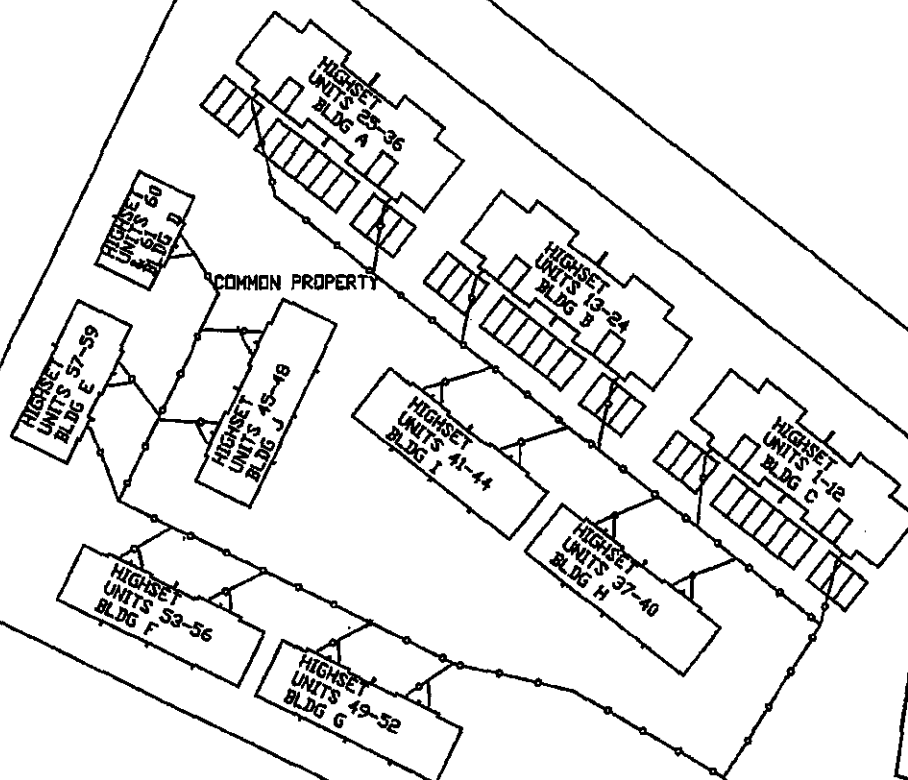 HIGHSET
UNITS 25-36
BLDG A
HIGHSET
UNITS 60
& 61
BLDG D
COMMON PROPERTY
HIGHSET
UNITS 13-24
BLDG B
HIGHSET
UNITS 57-59
BLDG E
HIGHSET
UNITS 45-48
BLDG J
HIGHSET
UNITS 41-44
BLDG I
HIGHSET
UNITS 1-12
BLDG C
HIGHSET
UNITS 37-40
BLDG H
HIGHSET
UNITS 53-56
BLDG F
HIGHSET
UNITS 49-52
BLDG G